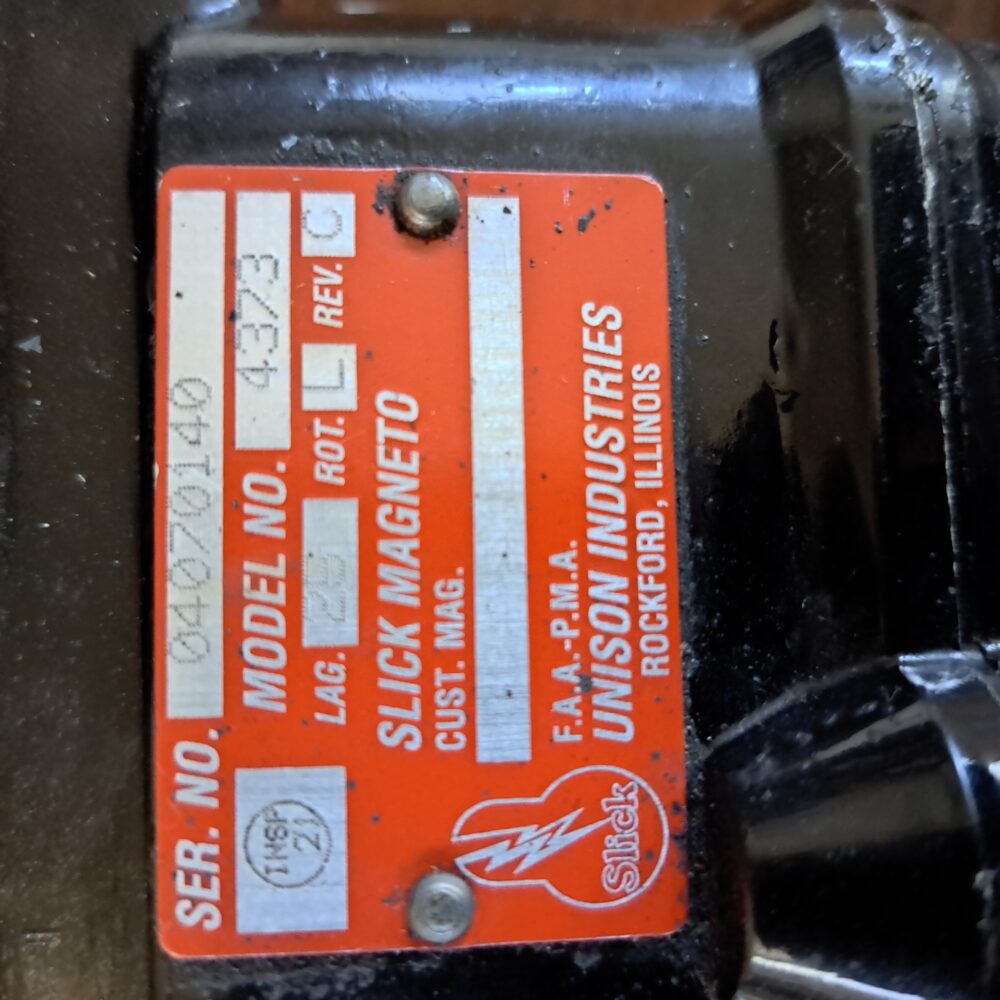 SER. NO. 04070140
INSP
21
MODEL NO. 4373
LAG. 25 ROT. L REV. C
SLICK MAGNETO
CUST. MAG.
Slick
F.A.A.-P.M.A.
UNISON INDUSTRIES
ROCKFORD, ILLINOIS